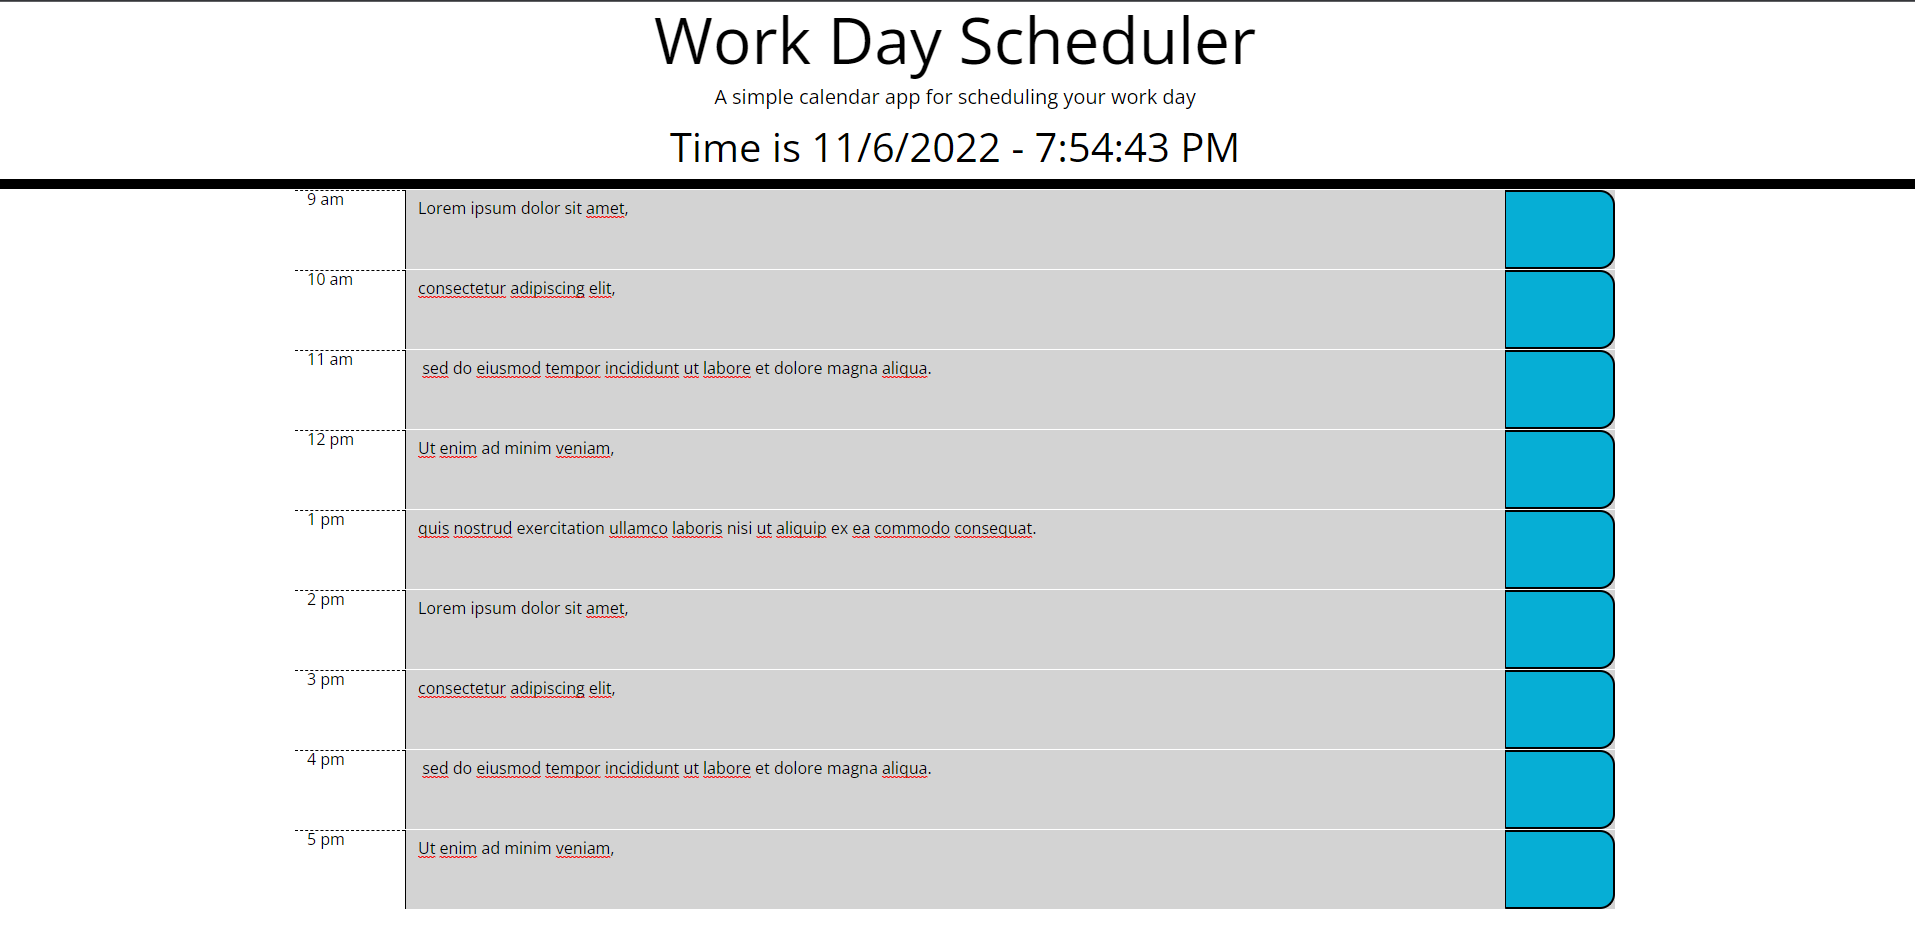 Work Day Scheduler
A simple calendar app for scheduling your work day
Time is 11/6/2022 - 7:54:43 PM
9 am
Lorem ipsum dolor sit amet,
10 am
consectetur adipiscing elit,
11 am
sed do eiusmod tempor incididunt ut labore et dolore magna aliqua.
12 pm
Ut enim ad minim veniam,
1 pm
quis nostrud exercitation ullamco laboris nisi ut aliquip ex ea commodo consequat.
2 pm
Lorem ipsum dolor sit amet,
3 pm
consectetur adipiscing elit,
4 pm
sed do eiusmod tempor incididunt ut labore et dolore magna aliqua.
5 pm
Ut enim ad minim veniam,